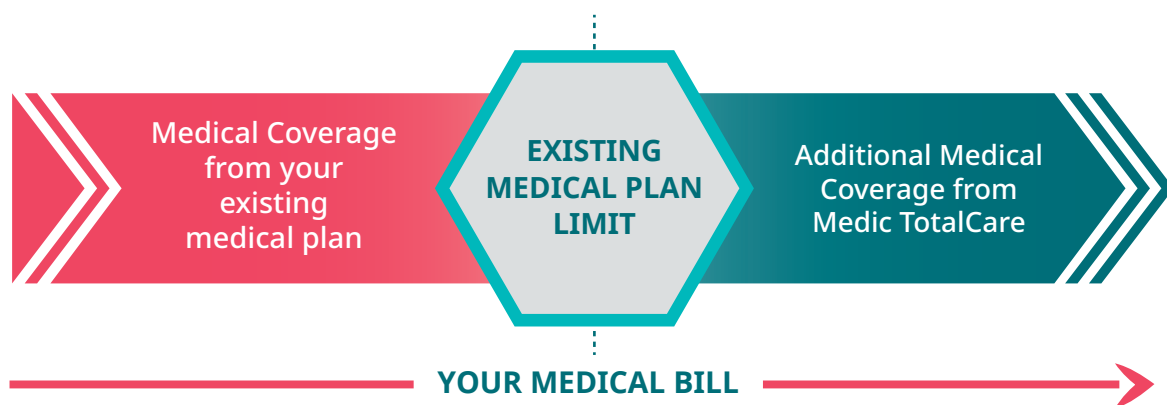 Medical Coverage
from your
existing
medical plan
EXISTING
MEDICAL PLAN
LIMIT
Additional Medical
Coverage from
Medic TotalCare
YOUR MEDICAL BILL